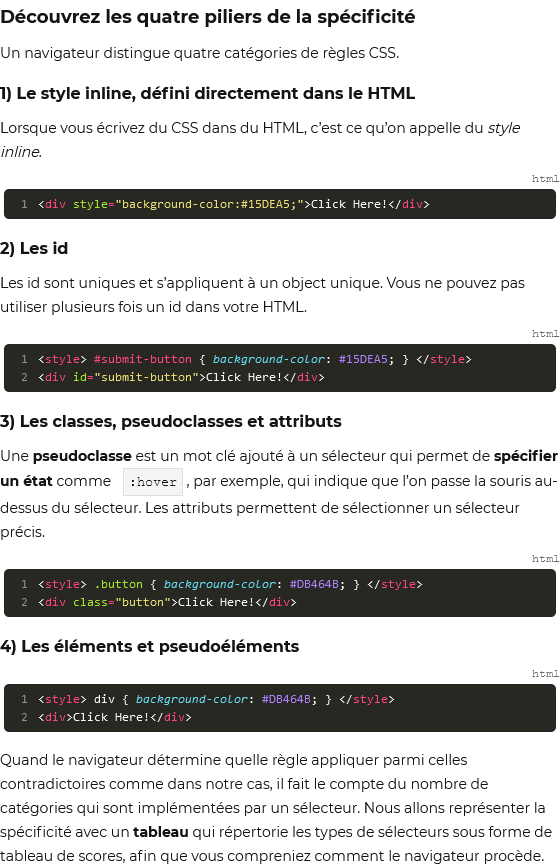 Découvrez les quatre piliers de la spécificité
Un navigateur distingue quatre catégories de règles CSS.
1) Le style inline, défini directement dans le HTML
Lorsque vous écrivez du CSS dans du HTML, c’est ce qu’on appelle du style
inline.
html
1 <div style="background-color:#15DEA5;">Click Here!</div>
2) Les id
Les id sont uniques et s’appliquent à un object unique. Vous ne pouvez pas
utiliser plusieurs fois un id dans votre HTML.
html
1 <style> #submit-button { background-color: #15DEA5; } </style>
2 <div id="submit-button">Click Here!</div>
3) Les classes, pseudoclasses et attributs
Une pseudoclasse est un mot clé ajouté à un sélecteur qui permet de spécifier
un état comme :hover , par exemple, qui indique que l’on passe la souris au-
dessus du sélecteur. Les attributs permettent de sélectionner un sélecteur
précis.
html
1 <style> .button { background-color: #DB464B; } </style>
2 <div class="button">Click Here!</div>
4) Les éléments et pseudoéléments
html
1 <style> div { background-color: #DB464B; } </style>
2 <div>Click Here!</div>
Quand le navigateur détermine quelle règle appliquer parmi celles
contradictoires comme dans notre cas, il fait le compte du nombre de
catégories qui sont implémentées par un sélecteur. Nous allons représenter la
spécificité avec un tableau qui répertorie les types de sélecteurs sous forme de
tableau de scores, afin que vous compreniez comment le navigateur procède.